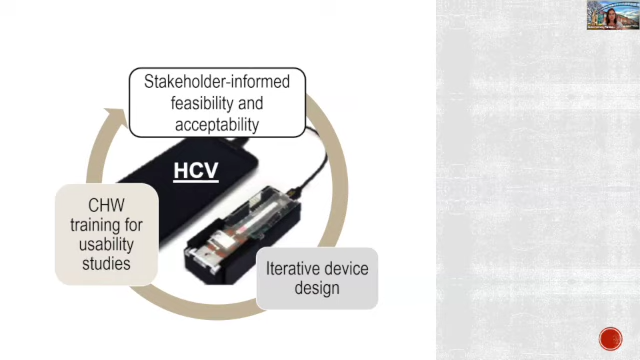 Stakeholder-informed
feasibility and
acceptability
HCV
CHW
training for
usability
studies
Iterative device
design